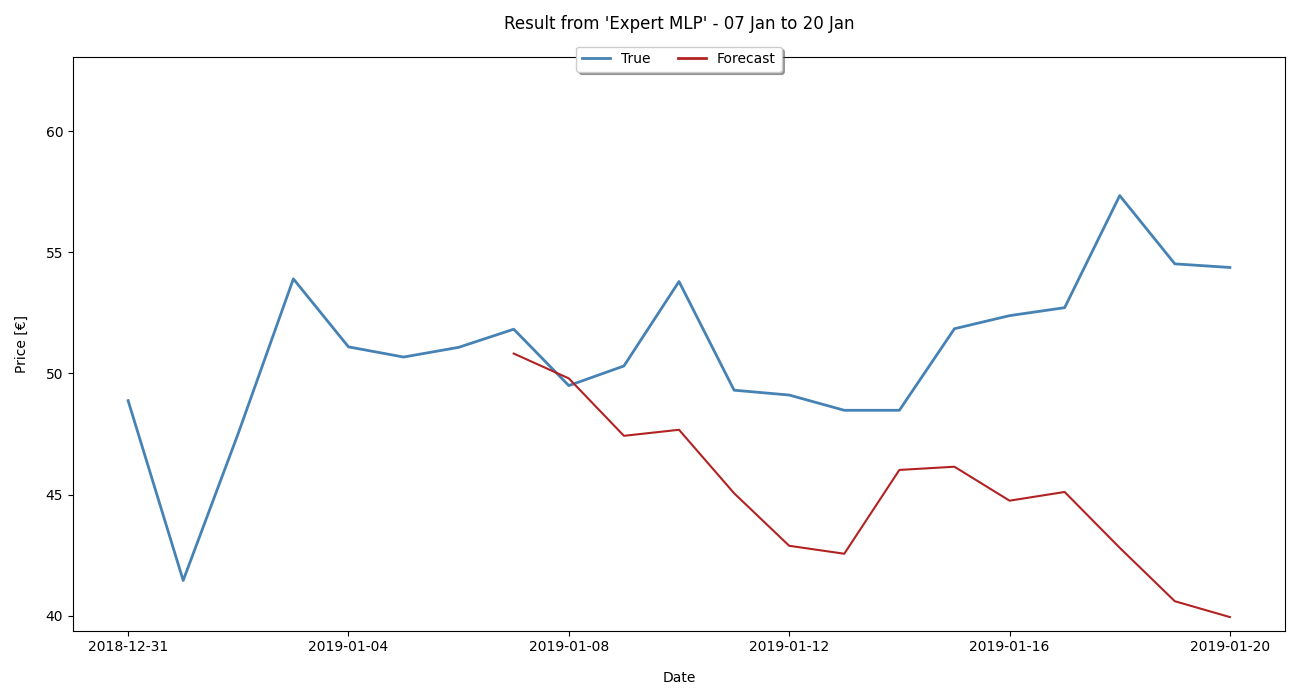 Result from 'Expert MLP' - 07 Jan to 20 Jan
True Forecast
60
55
50
45
40
Price [€]
2018-12-31 2019-01-04 2019-01-08 2019-01-12 2019-01-16 2019-01-20
Date